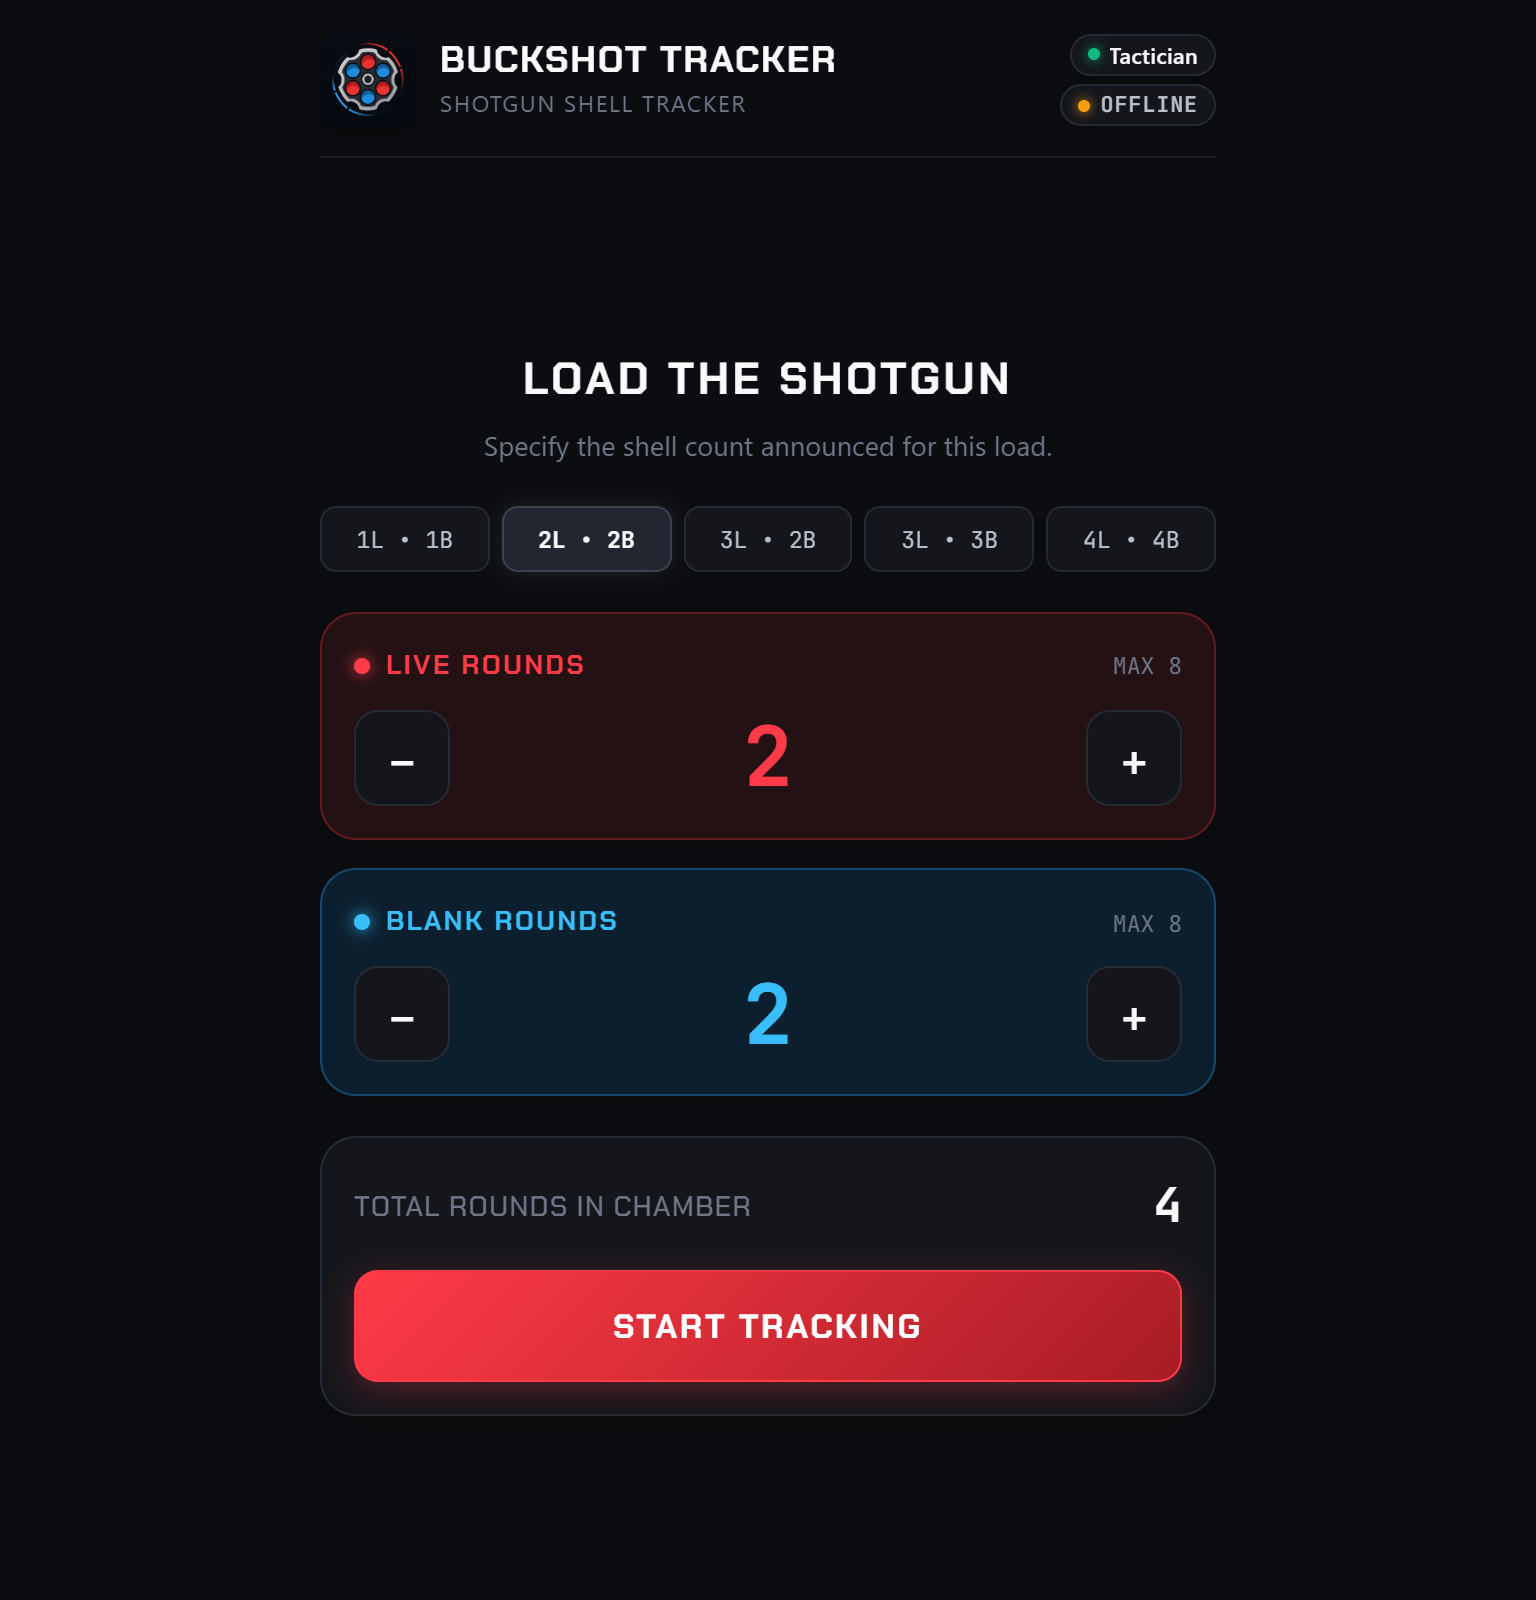 BUCKSHOT TRACKER
SHOTGUN SHELL TRACKER
Tactician
OFFLINE
LOAD THE SHOTGUN
Specify the shell count announced for this load.
1L • 1B
2L • 2B
3L • 2B
3L • 3B
4L • 4B
LIVE ROUNDS
MAX 8
− 2 +
BLANK ROUNDS
MAX 8
− 2 +
TOTAL ROUNDS IN CHAMBER
4
START TRACKING